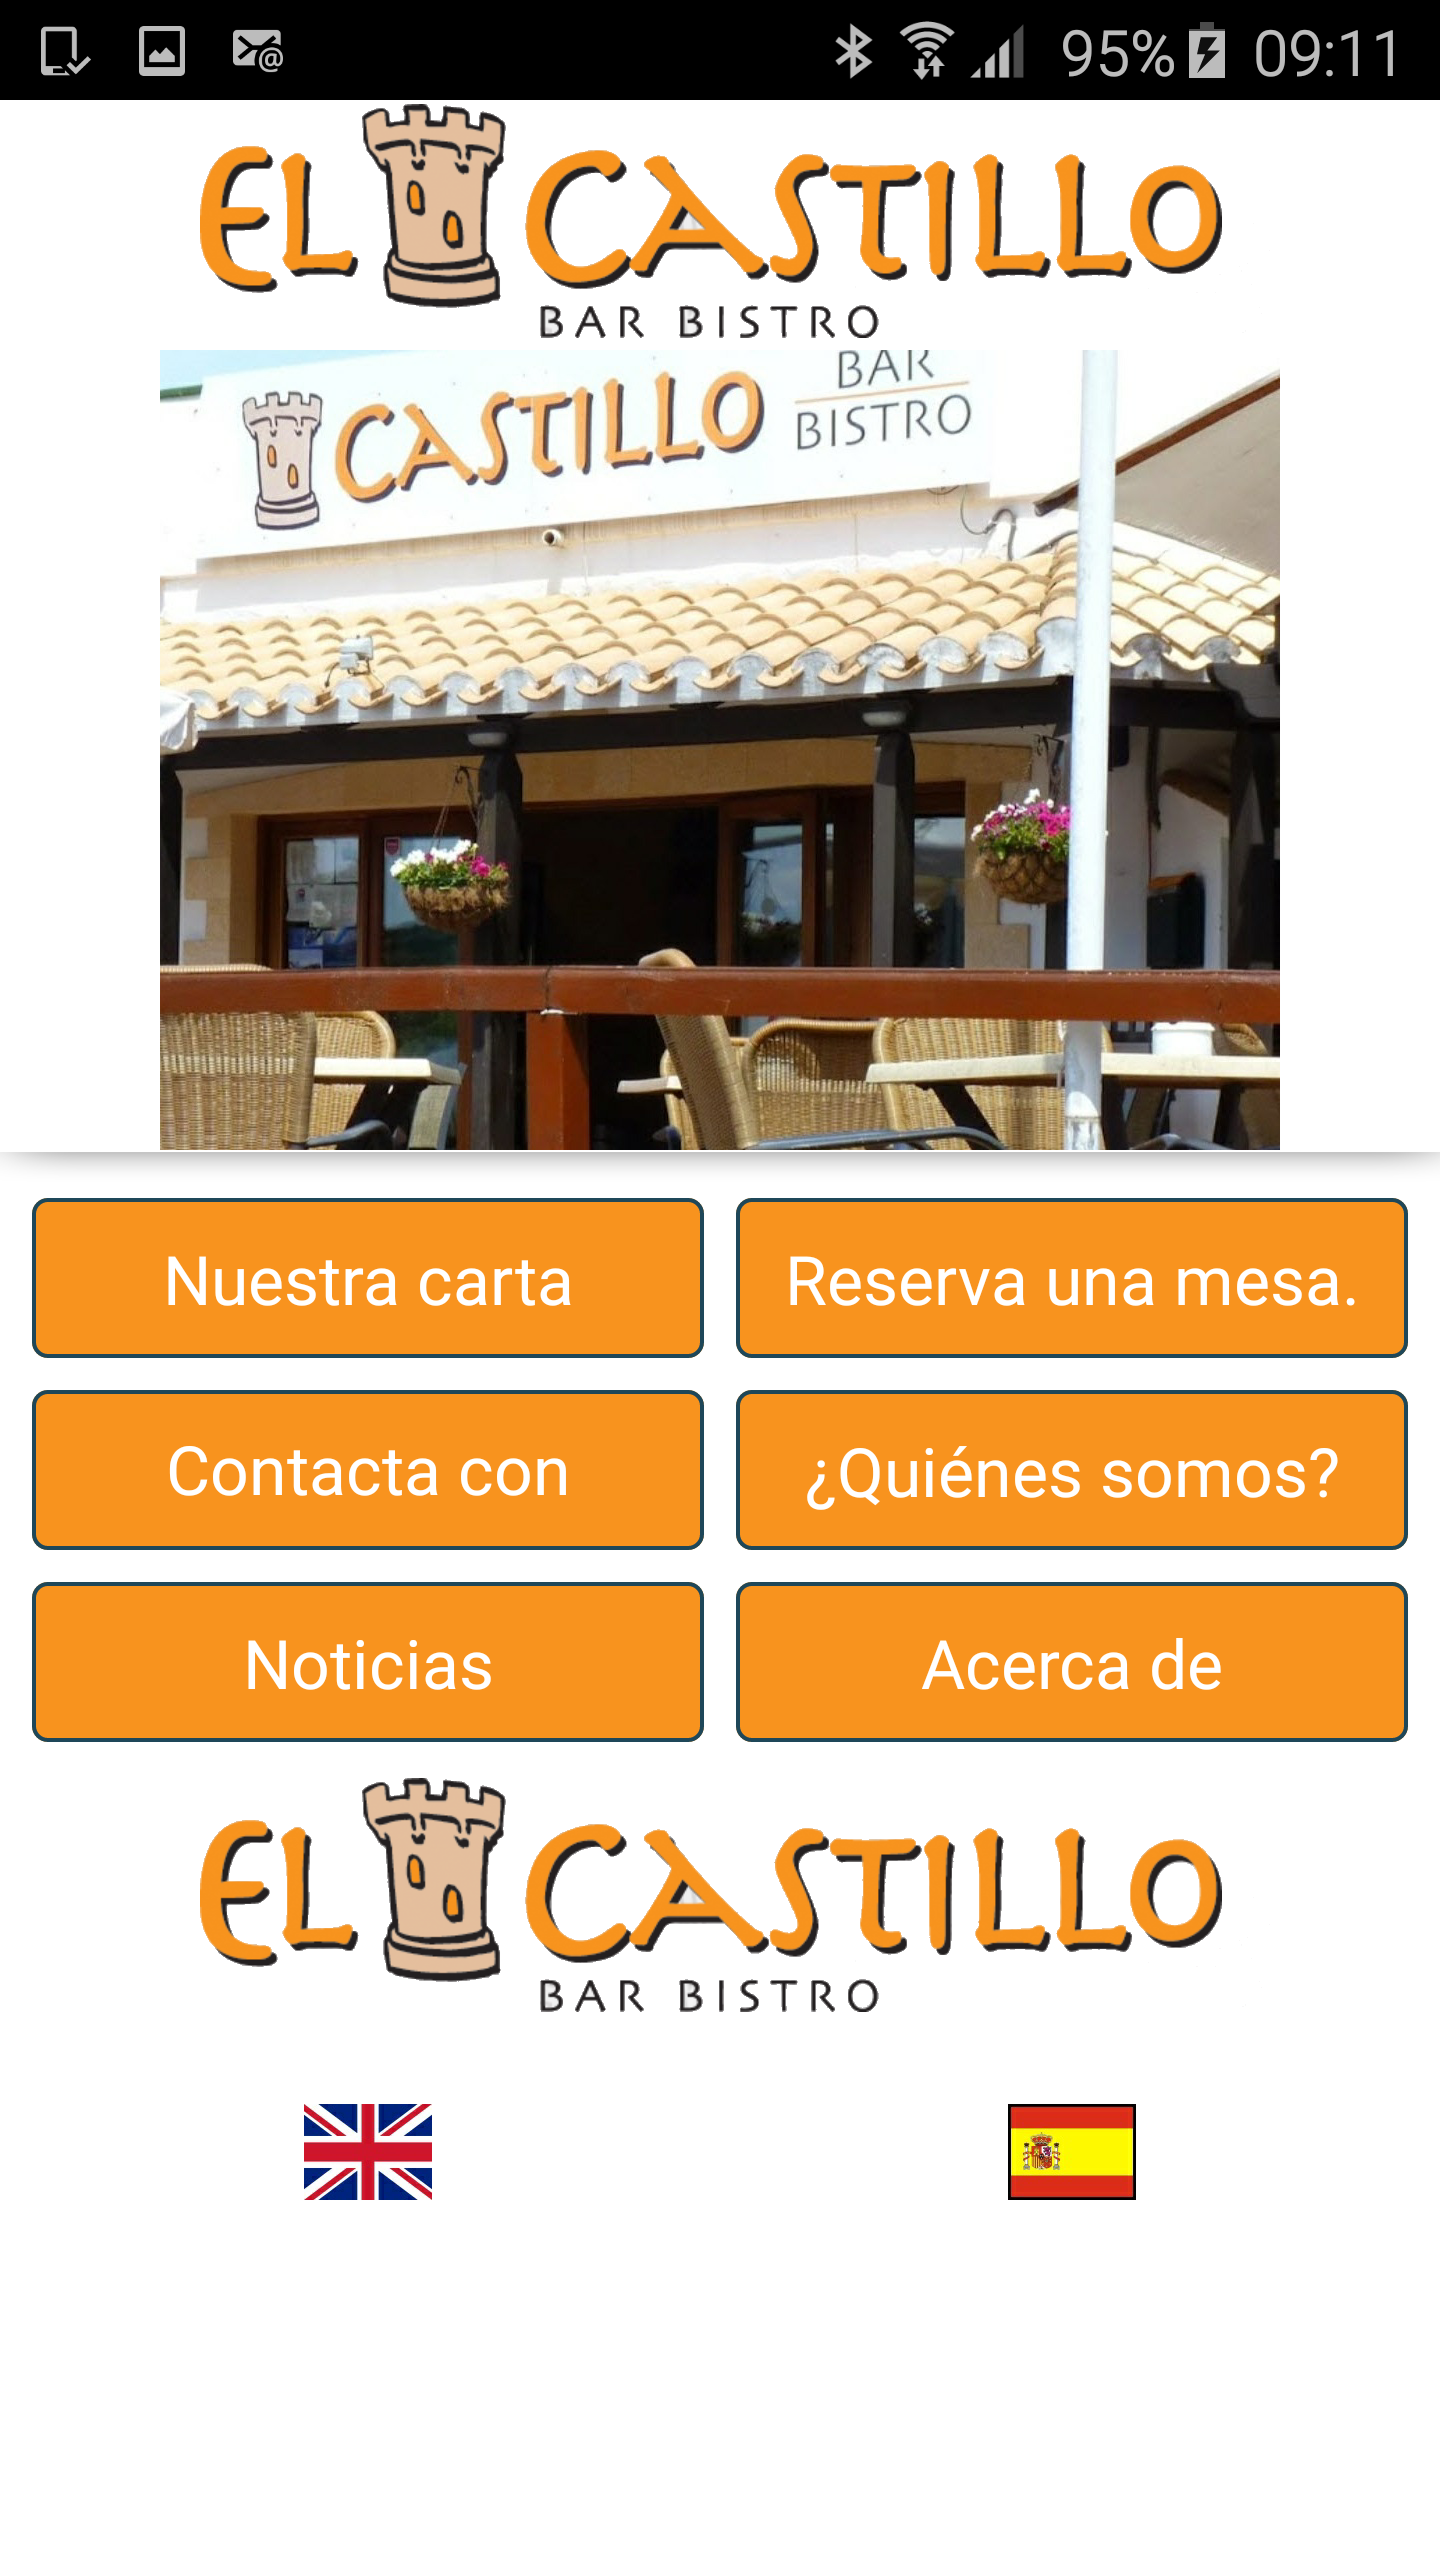 95% 09:11
EL CASTILLO
BAR BISTRO
CASTILLO BAR
BISTRO
Nuestra carta
Reserva una mesa.
Contacta con
¿Quiénes somos?
Noticias
Acerca de
EL CASTILLO
BAR BISTRO